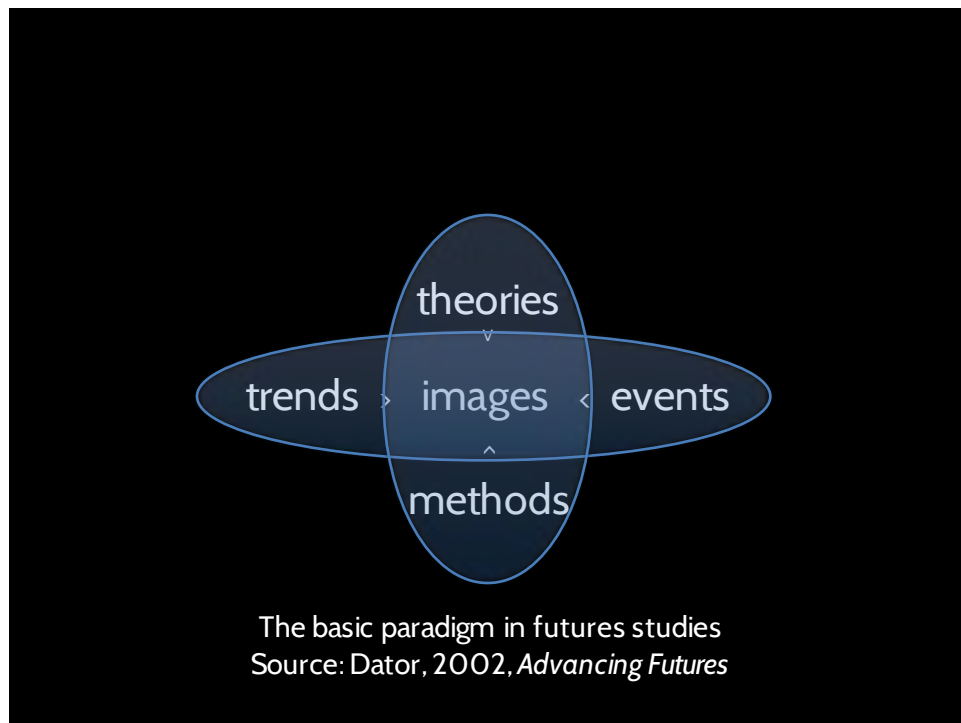 theories
˅
trends › images ‹ events
^
methods
The basic paradigm in futures studies
Source: Dator, 2002, Advancing Futures